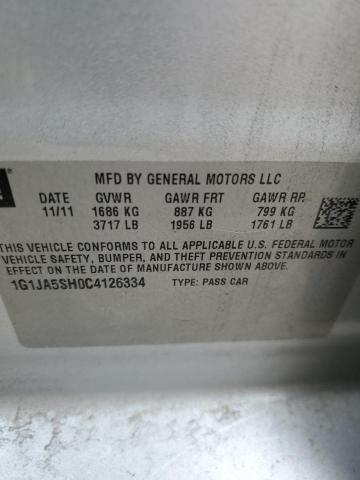 MFD BY GENERAL MOTORS LLC
DATE GVWR GAWR FRT GAWR RR
11/11 1686 KG 887 KG 799 KG
3717 LB 1956 LB 1761 LB
THIS VEHICLE CONFORMS TO ALL APPLICABLE U.S. FEDERAL MOTOR
VEHICLE SAFETY, BUMPER, AND THEFT PREVENTION STANDARDS
IN EFFECT ON THE DATE OF MANUFACTURE SHOWN ABOVE.
1G1JA5SH0C4126334 TYPE: PASS CAR